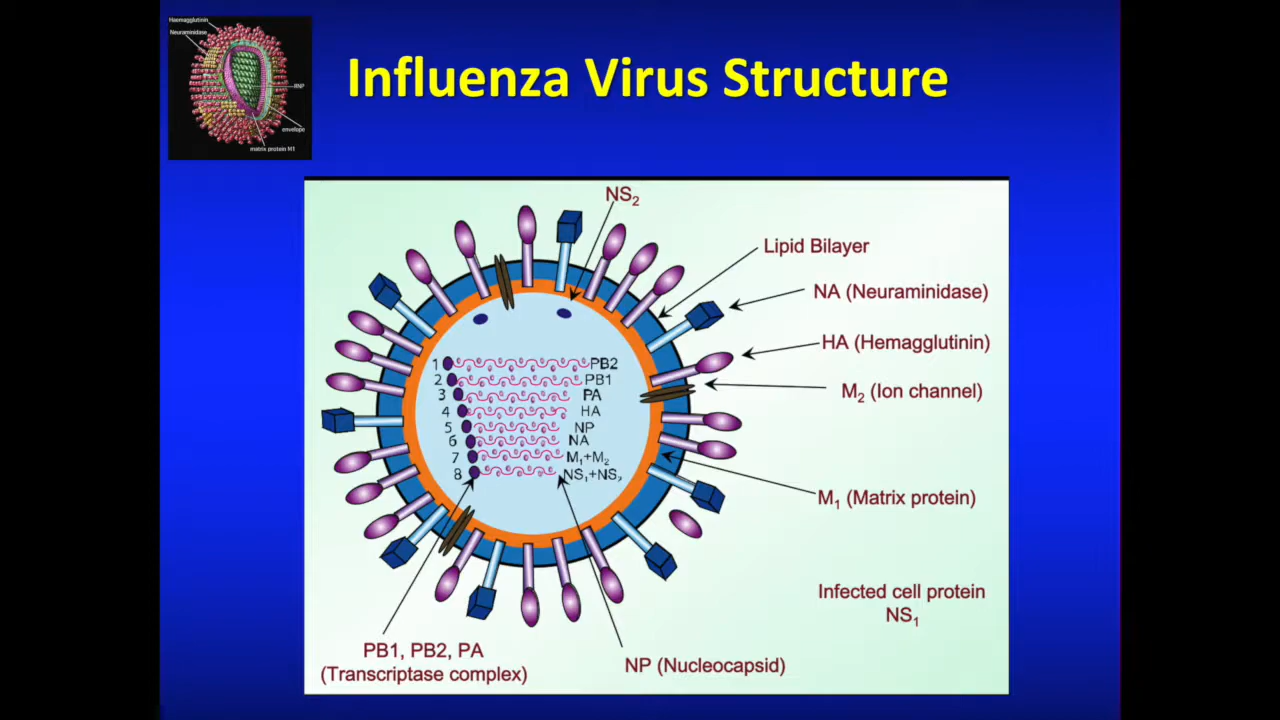 Haemagglutinin
Neuraminidase
RNP
envelope
matrix protein M1
Influenza Virus Structure
NS₂
Lipid Bilayer
NA (Neuraminidase)
HA (Hemagglutinin)
M₂ (Ion channel)
1 PB2
2 PB1
3 PA
4 HA
5 NP
6 NA
7 M₁+M₂
8 NS₁+NS₂
M₁ (Matrix protein)
Infected cell protein
NS₁
PB1, PB2, PA
(Transcriptase complex)
NP (Nucleocapsid)